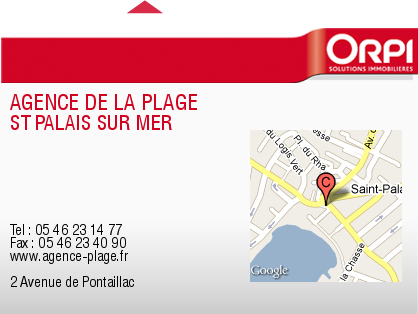 ORPI
SOLUTIONS IMMOBILIÈRES
AGENCE DE LA PLAGE
ST PALAIS SUR MER
du Logis Vert
Pl. du Rha
Av. d
C
Saint-Pala
la Chasse
Google
Tel : 05 46 23 14 77
Fax : 05 46 23 40 90
www.agence-plage.fr
2 Avenue de Pontaillac